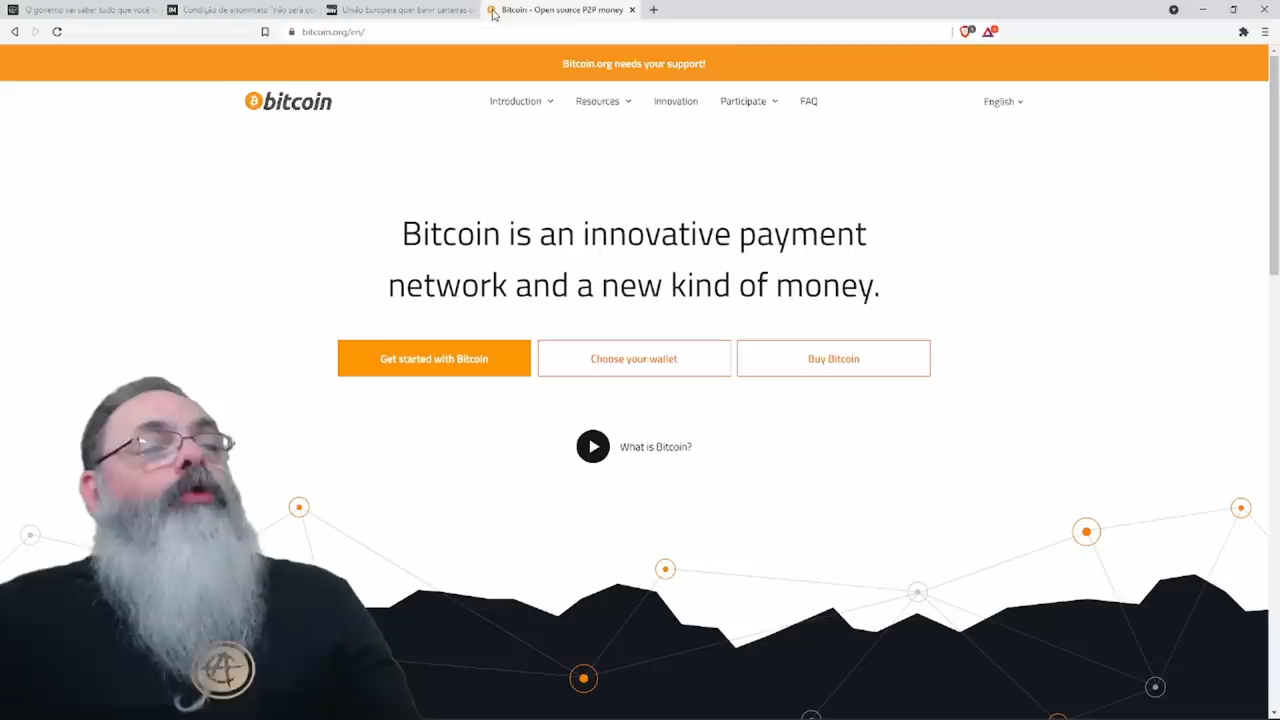 O governo vai saber tudo que você
Condição de anonimato "não será
União Europeia quer banir carteiras
Bitcoin - Open source P2P money
bitcoin.org/en/
Bitcoin.org needs your support!
bitcoin
Introduction
Resources
Innovation
Participate
FAQ
English
Bitcoin is an innovative payment
network and a new kind of money.
Get started with Bitcoin
Choose your wallet
Buy Bitcoin
What is Bitcoin?